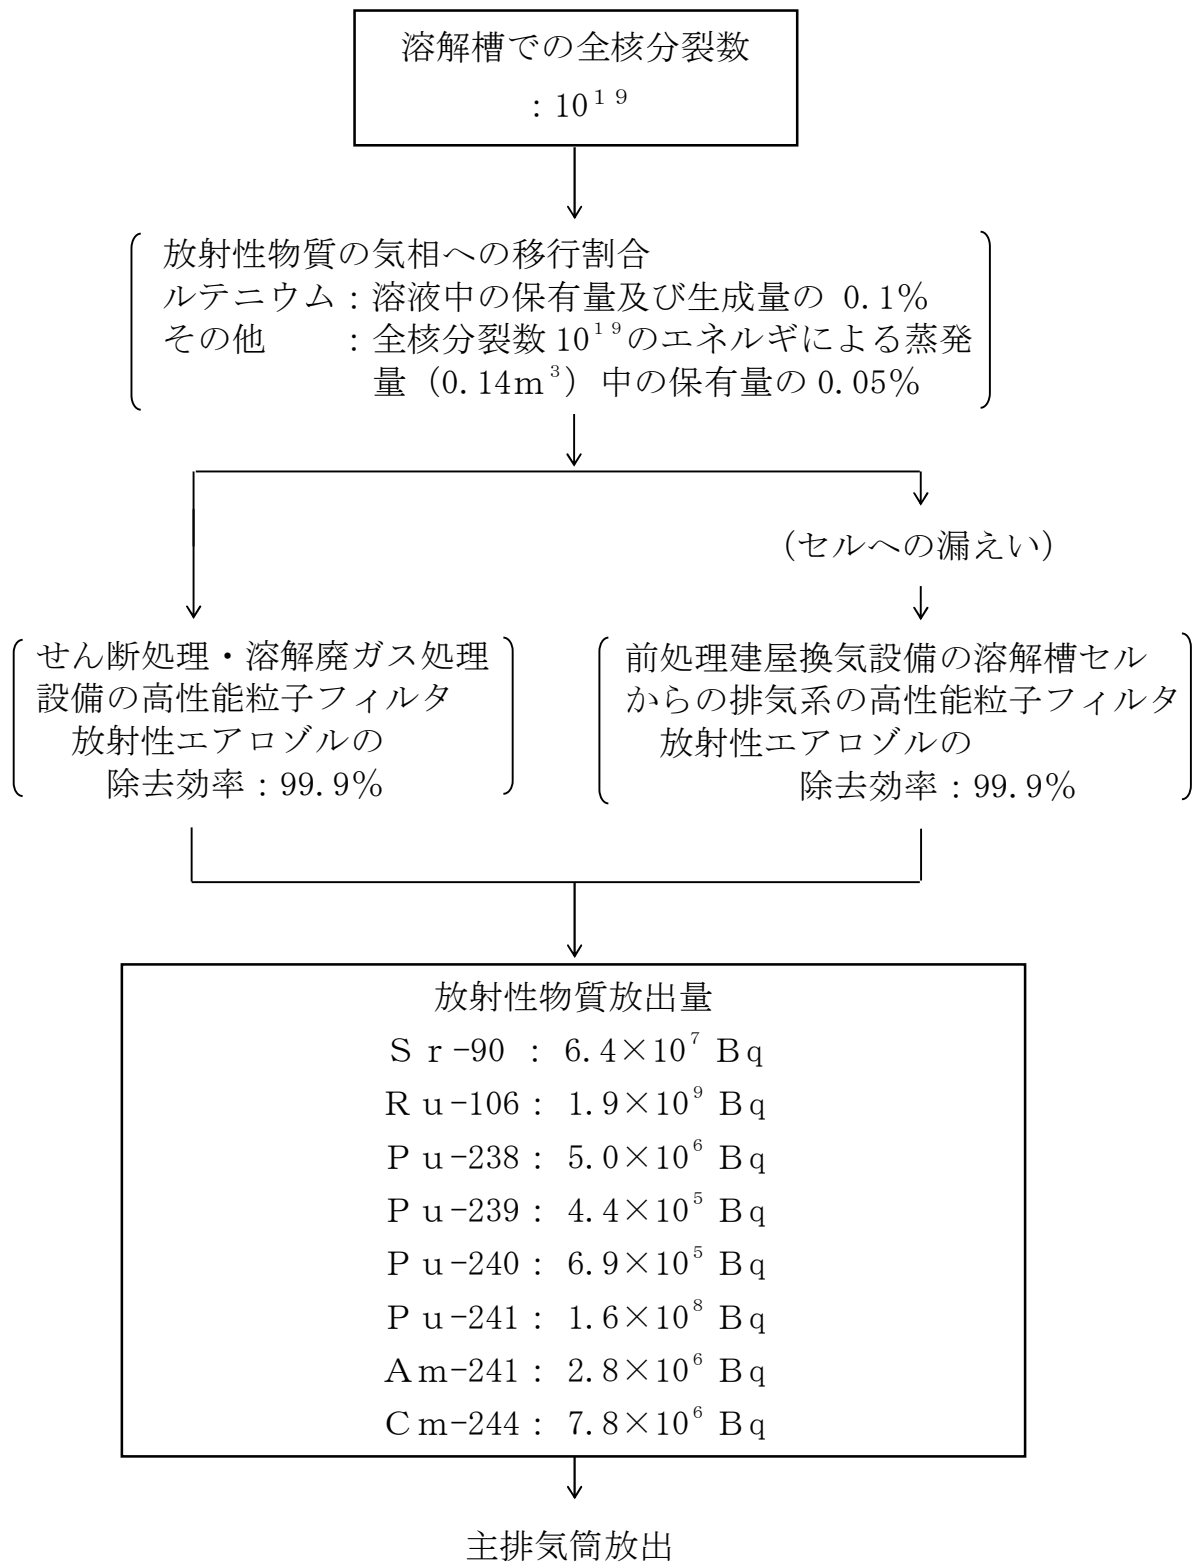 溶解槽での全核分裂数
：10¹⁹
放射性物質の気相への移行割合
ルテニウム：溶液中の保有量及び生成量の 0.1％
その他　　：全核分裂数 10¹⁹のエネルギによる蒸発
量（0.14ｍ³）中の保有量の 0.05％
（セルへの漏えい）
せん断処理・溶解廃ガス処理
設備の高性能粒子フィルタ
放射性エアロゾルの
除去効率：99.9％
前処理建屋換気設備の溶解槽セル
からの排気系の高性能粒子フィルタ
放射性エアロゾルの
除去効率：99.9％
放射性物質放出量
Ｓｒ-90 ： 6.4×10⁷ Ｂｑ
Ｒｕ-106： 1.9×10⁹ Ｂｑ
Ｐｕ-238： 5.0×10⁶ Ｂｑ
Ｐｕ-239： 4.4×10⁵ Ｂｑ
Ｐｕ-240： 6.9×10⁵ Ｂｑ
Ｐｕ-241： 1.6×10⁸ Ｂｑ
Ａｍ-241： 2.8×10⁶ Ｂｑ
Ｃｍ-244： 7.8×10⁶ Ｂｑ
主排気筒放出